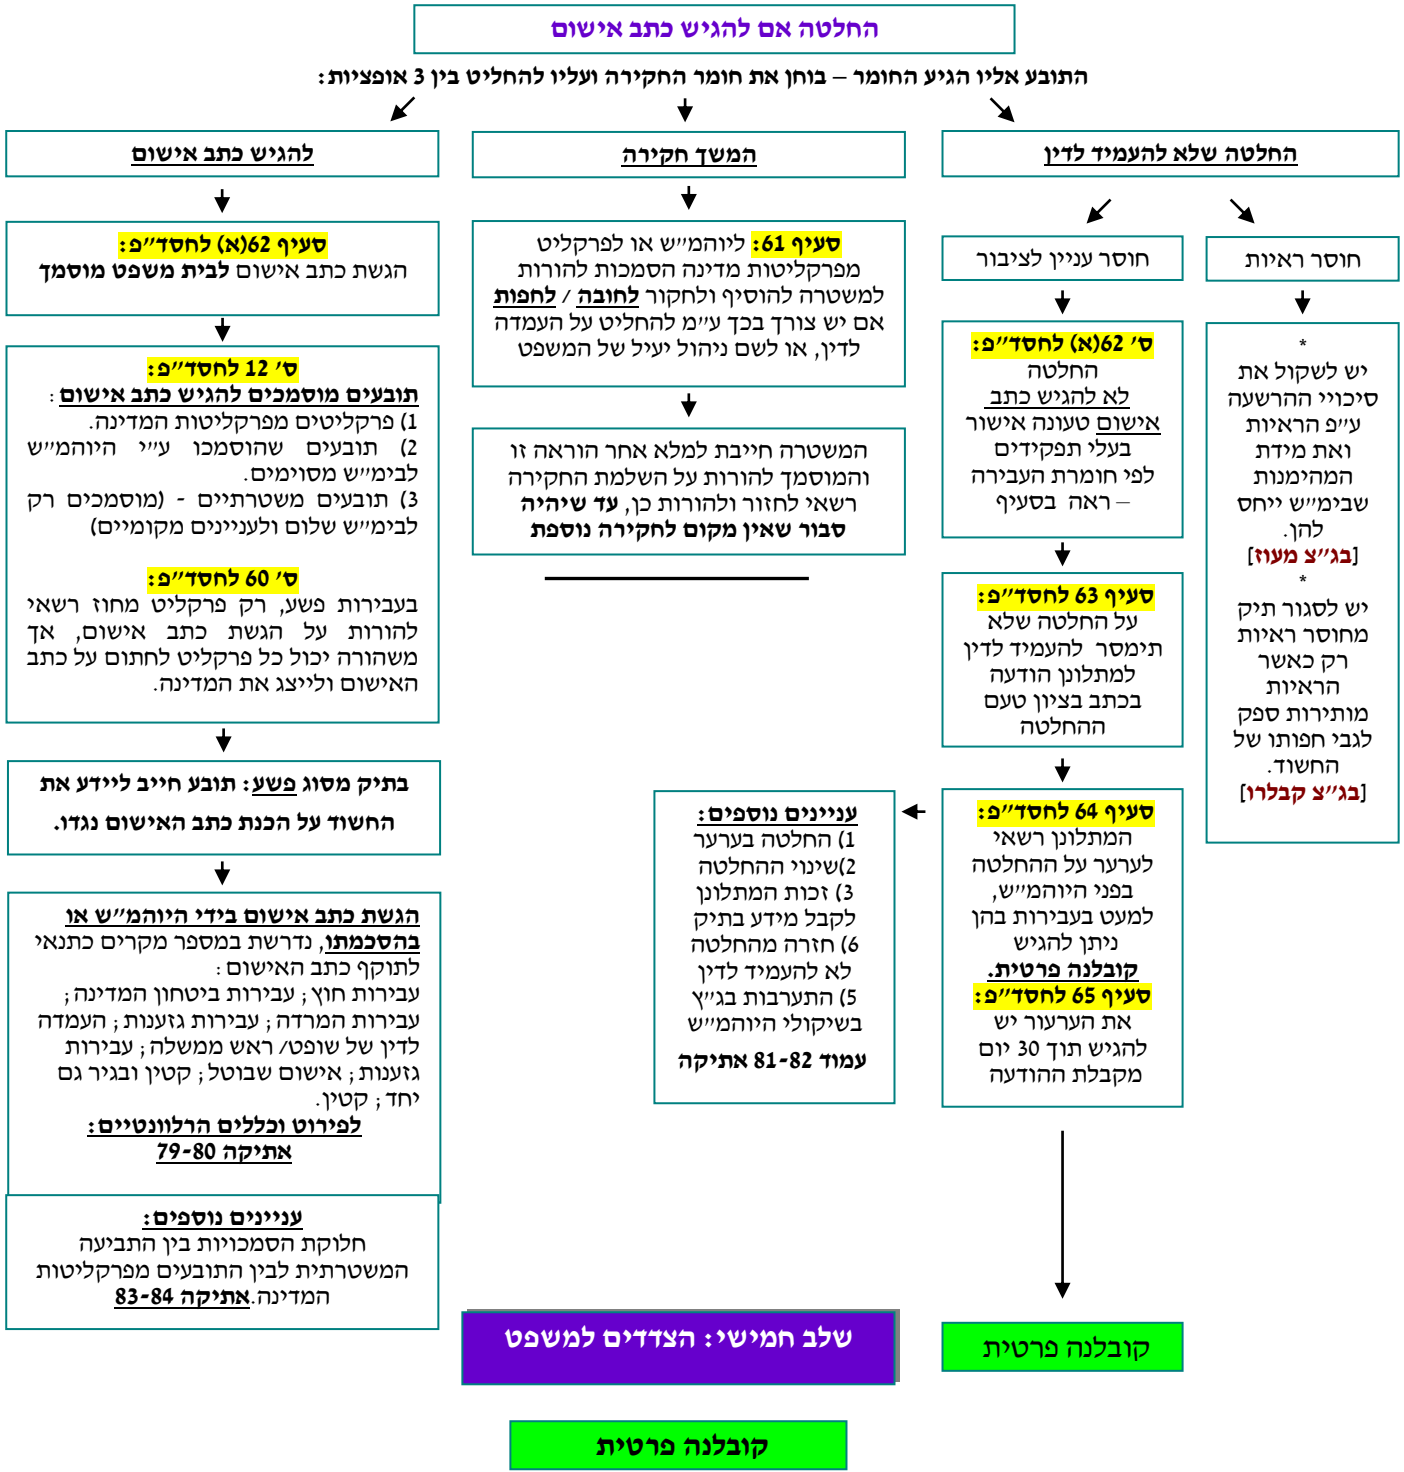 החלטה אם להגיש כתב אישום
התובע אליו הגיע החומר – בוחן את חומר החקירה ועליו להחליט בין 3 אופציות:
החלטה שלא להעמיד לדין
חוסר ראיות
*
יש לשקול את
סיכויי ההרשעה
ע״פ הראיות
ואת מידת
המהימנות
שבימ״ש ייחס
להן.
[בג״צ מעוז]
*
יש לסגור תיק
מחוסר ראיות
רק כאשר
הראיות
מותירות ספק
לגבי חפותו של
החשוד.
[בג״צ קבלרו]
חוסר עניין לציבור
ס׳ 62(א) לחסד״פ:
החלטה
לא להגיש כתב
אישום טעונה אישור
בעלי תפקידים
לפי חומרת העבירה
– ראה בסעיף
סעיף 63 לחסד״פ:
על החלטה שלא
תימסר להעמיד לדין
למתלונן הודעה
בכתב בציון טעם
ההחלטה
סעיף 64 לחסד״פ:
המתלונן רשאי
לערער על ההחלטה
בפני היוהמ״ש,
למעט בעבירות בהן
ניתן להגיש
קובלנה פרטית.
סעיף 65 לחסד״פ:
את הערעור יש
להגיש תוך 30 יום
מקבלת ההודעה
עניינים נוספים:
1) החלטה בערער
2)שינוי ההחלטה
3) זכות המתלונן
לקבל מידע בתיק
6) חזרה מהחלטה
לא להעמיד לדין
5) התערבות בג״ץ
בשיקולי היוהמ״ש
עמוד 81-82 אתיקה
קובלנה פרטית
המשך חקירה
סעיף 61: ליוהמ״ש או לפרקליט
מפרקליטות מדינה הסמכות להורות
למשטרה להוסיף ולחקור לחובה / לחפות
אם יש צורך בכך ע״מ להחליט על העמדה
לדין, או לשם ניהול יעיל של המשפט
המשטרה חייבת למלא אחר הוראה זו
והמוסמך להורות על השלמת החקירה
רשאי לחזור ולהורות כן, עד שיהיה
סבור שאין מקום לחקירה נוספת
להגיש כתב אישום
סעיף 62(א) לחסד״פ:
הגשת כתב אישום לבית משפט מוסמך
ס׳ 12 לחסד״פ:
תובעים מוסמכים להגיש כתב אישום:
1) פרקליטים מפרקליטות המדינה.
2) תובעים שהוסמכו ע״י היוהמ״ש
לבימ״ש מסוימים.
3) תובעים משטרתיים - (מוסמכים רק
לבימ״ש שלום ולעניינים מקומיים)
ס׳ 60 לחסד״פ:
בעבירות פשע, רק פרקליט מחוז רשאי
להורות על הגשת כתב אישום, אך
משהורה יכול כל פרקליט לחתום על כתב
האישום ולייצג את המדינה.
בתיק מסוג פשע: תובע חייב ליידע את
החשוד על הכנת כתב האישום נגדו.
הגשת כתב אישום בידי היוהמ״ש או
בהסכמתו, נדרשת במספר מקרים כתנאי
לתוקף כתב האישום:
עבירות חוץ; עבירות ביטחון המדינה;
עבירות המרדה; עבירות גזענות; העמדה
לדין של שופט/ ראש ממשלה; עבירות
גזענות; אישום שבוטל; קטין ובגיר גם
יחד; קטין.
לפירוט וכללים הרלוונטיים:
אתיקה 79-80
עניינים נוספים:
חלוקת הסמכויות בין התביעה
המשטרתית לבין התובעים מפרקליטות
המדינה.אתיקה 83-84
שלב חמישי: הצדדים למשפט
קובלנה פרטית